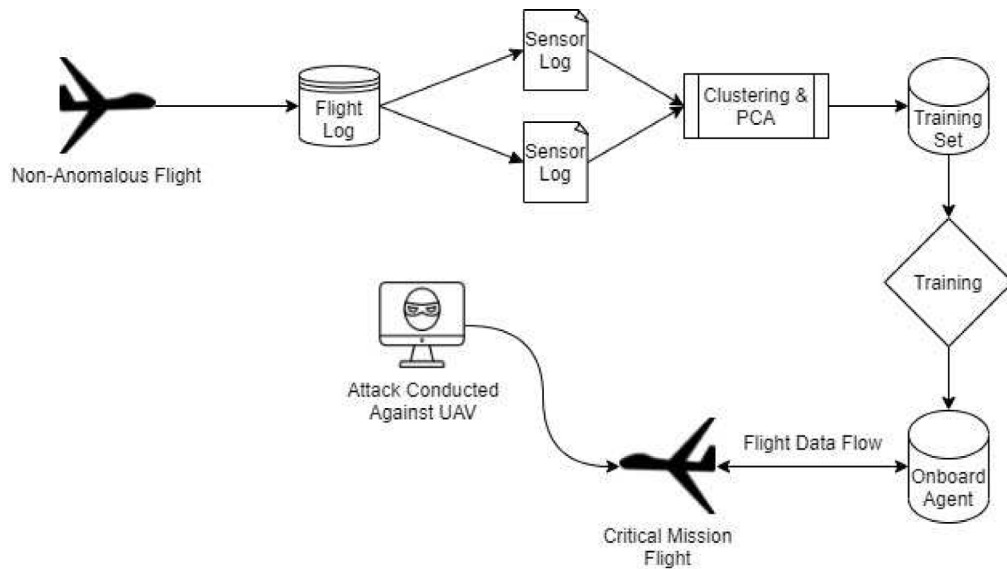 Non-Anomalous Flight
Flight
Log
Sensor
Log
Sensor
Log
Clustering &
PCA
Training
Set
Training
Attack Conducted
Against UAV
Critical Mission
Flight
Flight Data Flow
Onboard
Agent